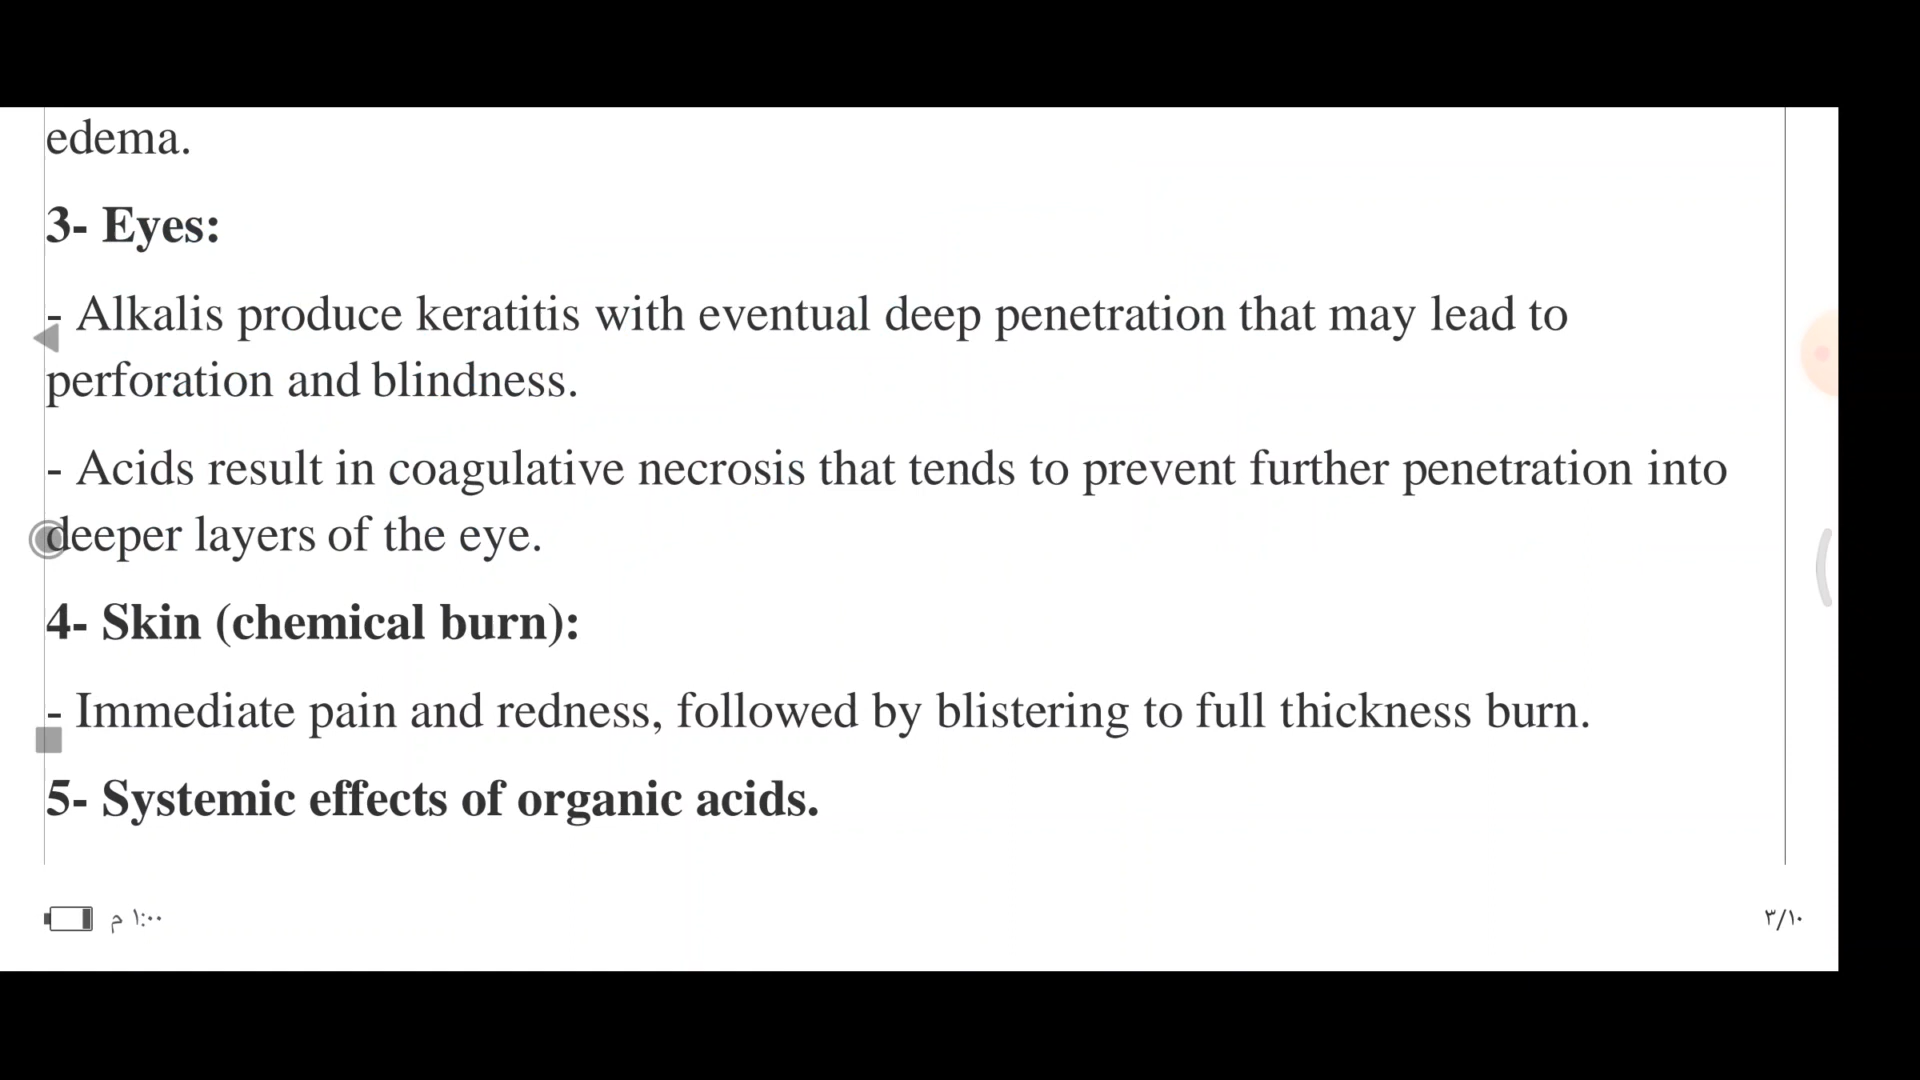 edema.
3- Eyes:
- Alkalis produce keratitis with eventual deep penetration that may lead to
perforation and blindness.
- Acids result in coagulative necrosis that tends to prevent further penetration into
deeper layers of the eye.
4- Skin (chemical burn):
- Immediate pain and redness, followed by blistering to full thickness burn.
5- Systemic effects of organic acids.
١:٠٠ م
٣/١٠